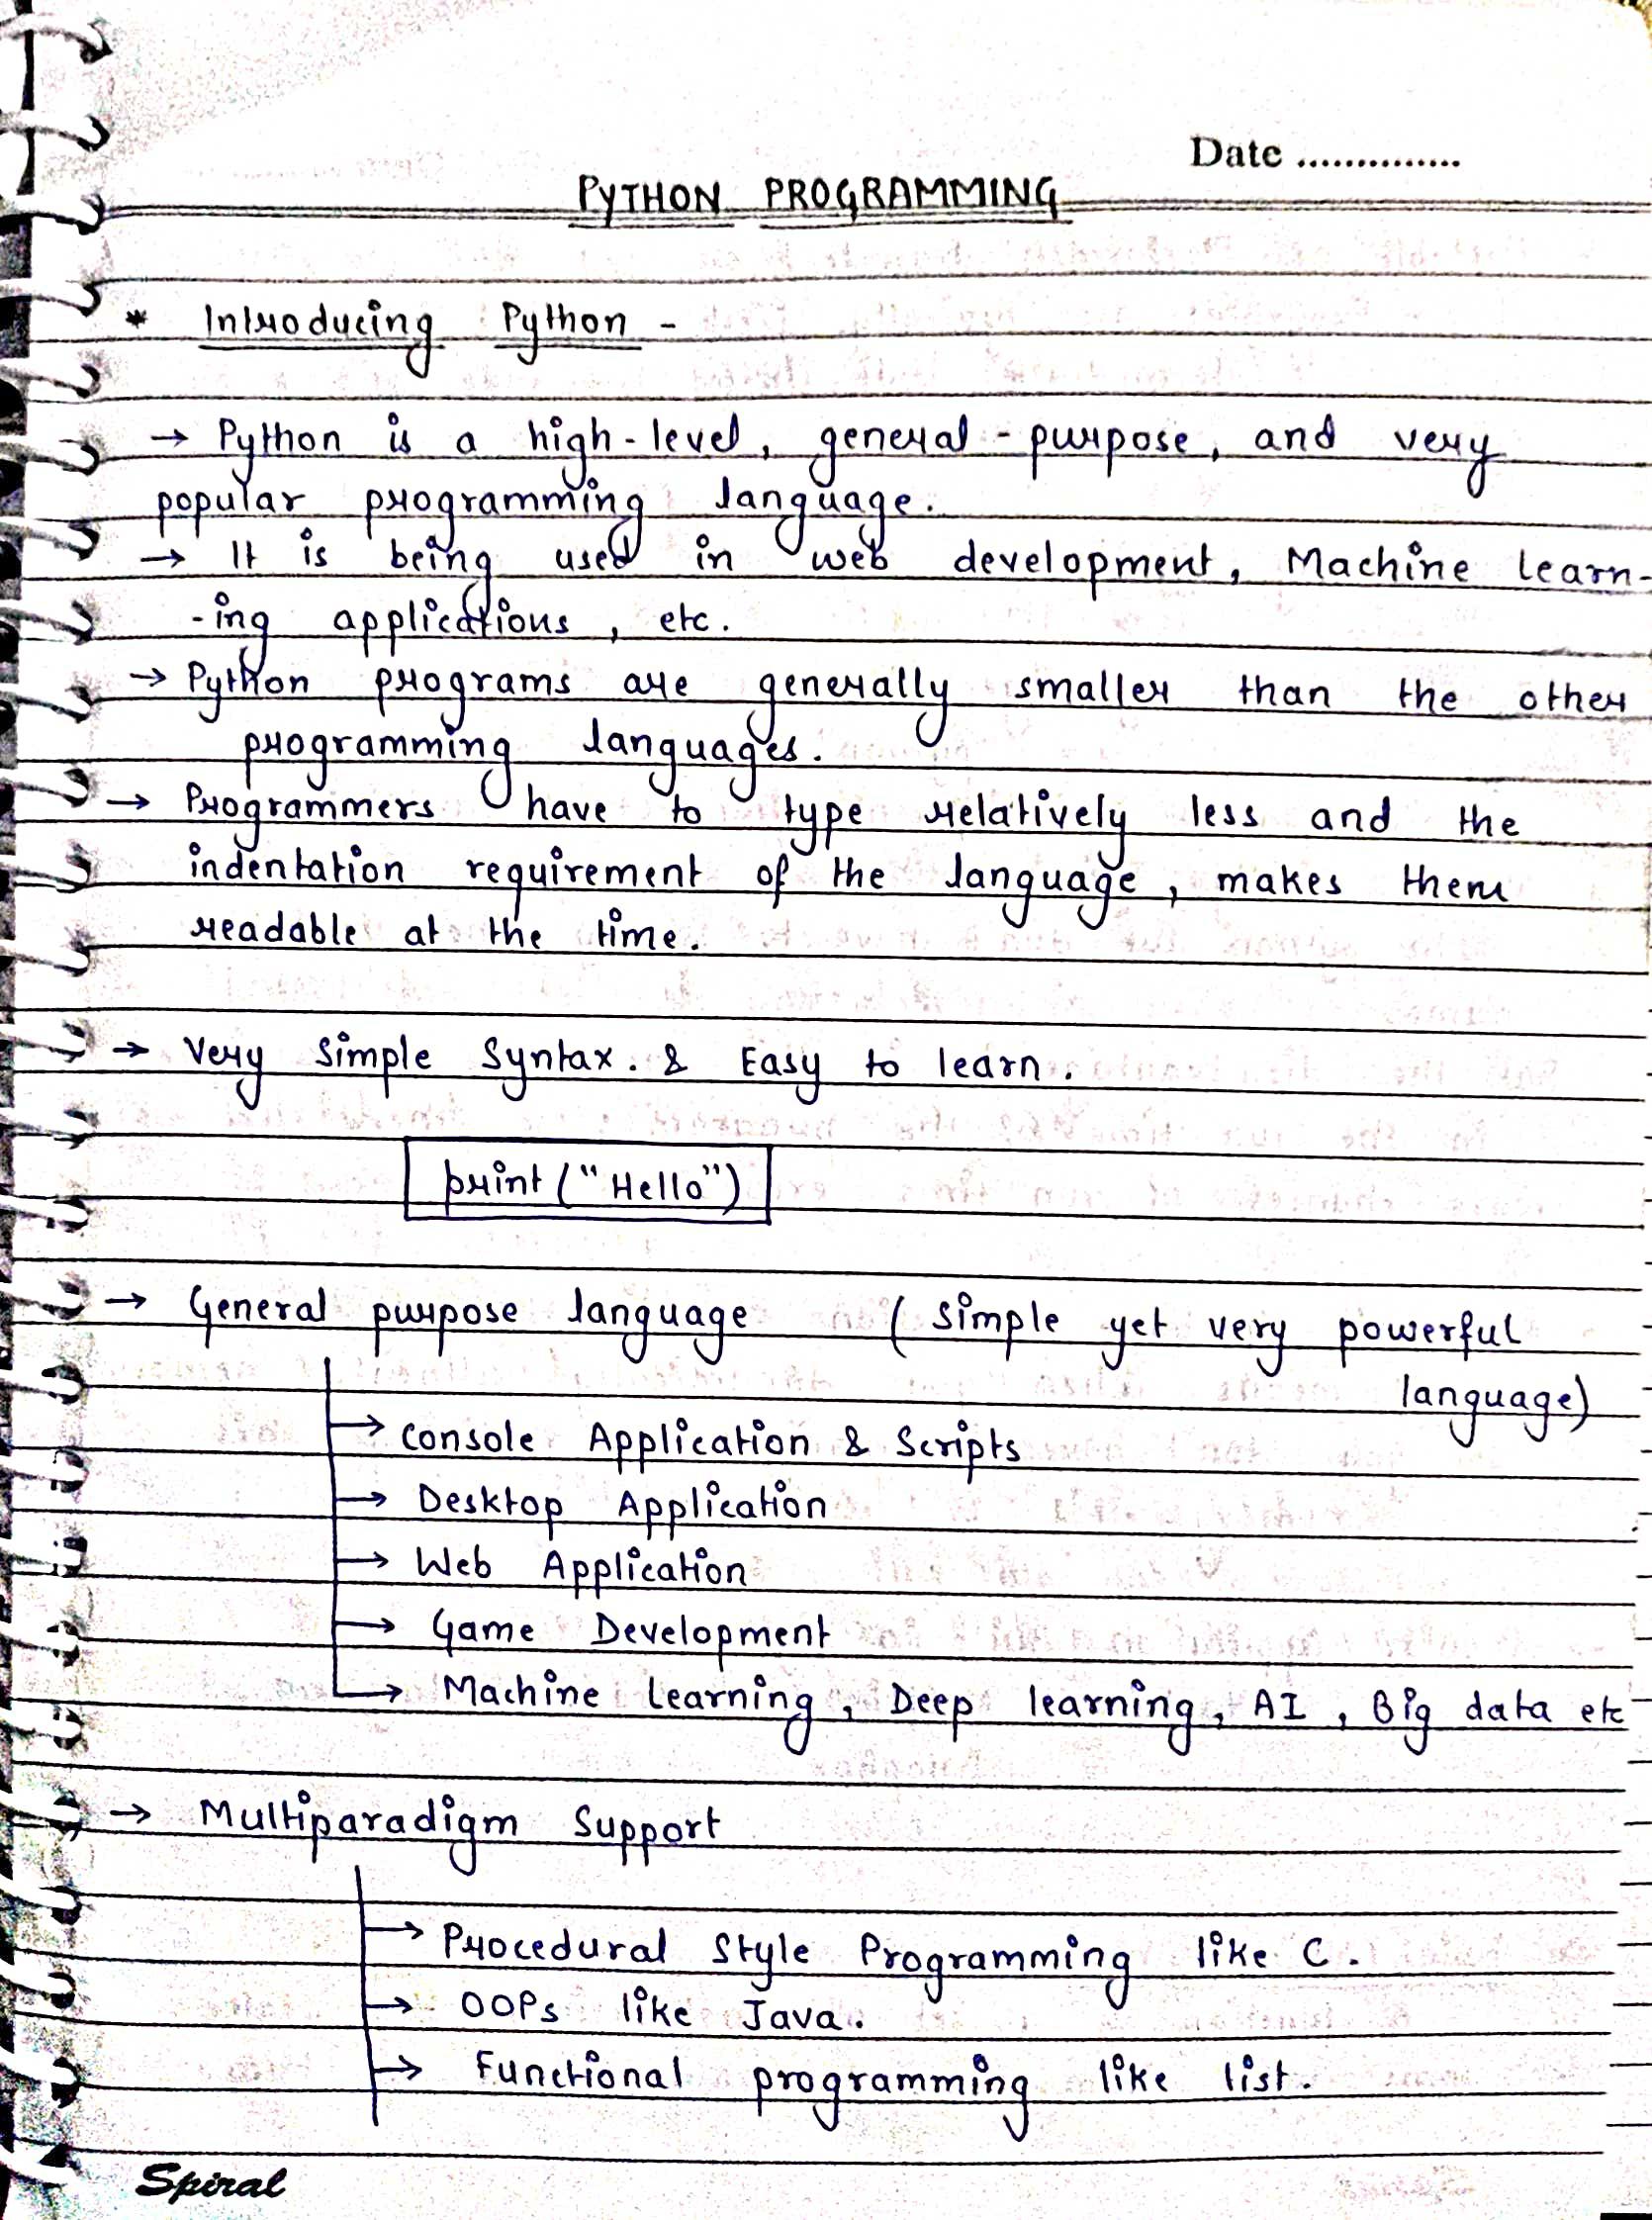 Date ..............
PYTHON PROGRAMMING
* Introducing Python -
→ Python is a high-level, general-purpose, and very
popular programming language.
→ It is being used in web development, Machine learn-
-ing applications, etc.
→ Python programs are generally smaller than the other
programming languages.
→ Programmers have to type relatively less and the
indentation requirement of the language, makes them
readable at the time.
→ Very Simple Syntax. & Easy to learn.
print ("Hello")
→ General purpose language (Simple yet very powerful
language)
→ Console Application & Scripts
→ Desktop Application
→ Web Application
→ Game Development
→ Machine Learning, Deep learning, AI, Big data etc
→ Multiparadigm Support
→ Procedural Style Programming like C.
→ OOPs like Java.
→ Functional programming like list.
Spiral